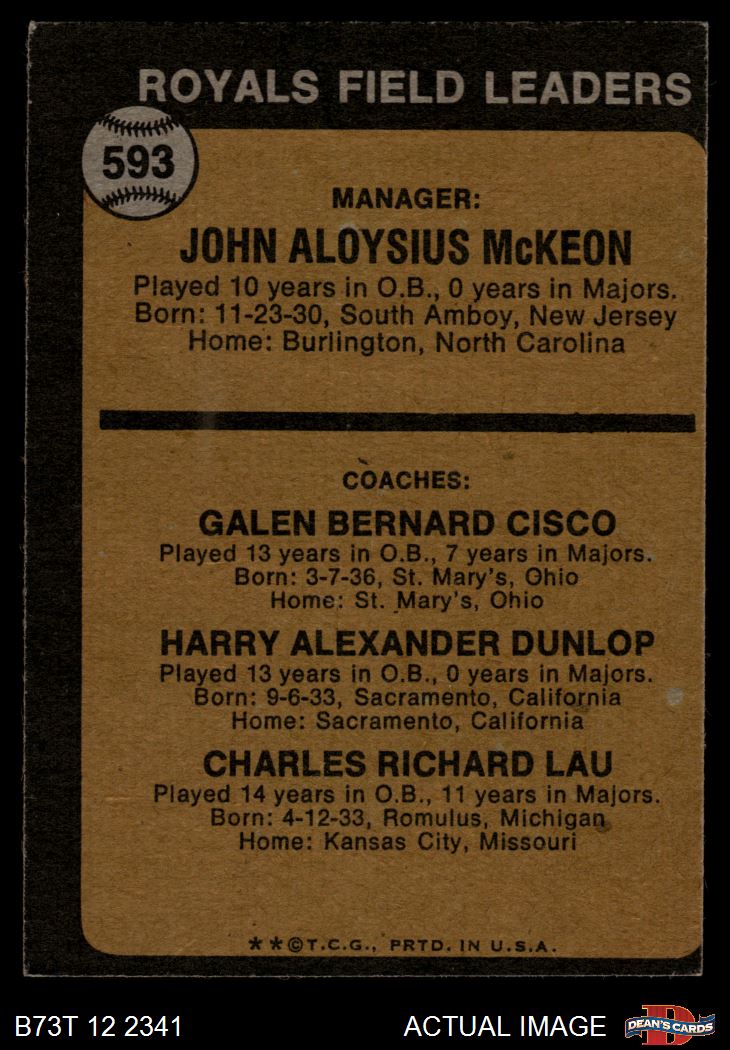 ROYALS FIELD LEADERS
593
MANAGER:
JOHN ALOYSIUS McKEON
Played 10 years in O.B., 0 years in Majors.
Born: 11-23-30, South Amboy, New Jersey
Home: Burlington, North Carolina
COACHES:
GALEN BERNARD CISCO
Played 13 years in O.B., 7 years in Majors.
Born: 3-7-36, St. Mary's, Ohio
Home: St. Mary's, Ohio
HARRY ALEXANDER DUNLOP
Played 13 years in O.B., 0 years in Majors.
Born: 9-6-33, Sacramento, California
Home: Sacramento, California
CHARLES RICHARD LAU
Played 14 years in O.B., 11 years in Majors.
Born: 4-12-33, Romulus, Michigan
Home: Kansas City, Missouri
**©T.C.G., PRTD. IN U.S.A.
B73T 12 2341 ACTUAL IMAGE D DEAN'S CARDS